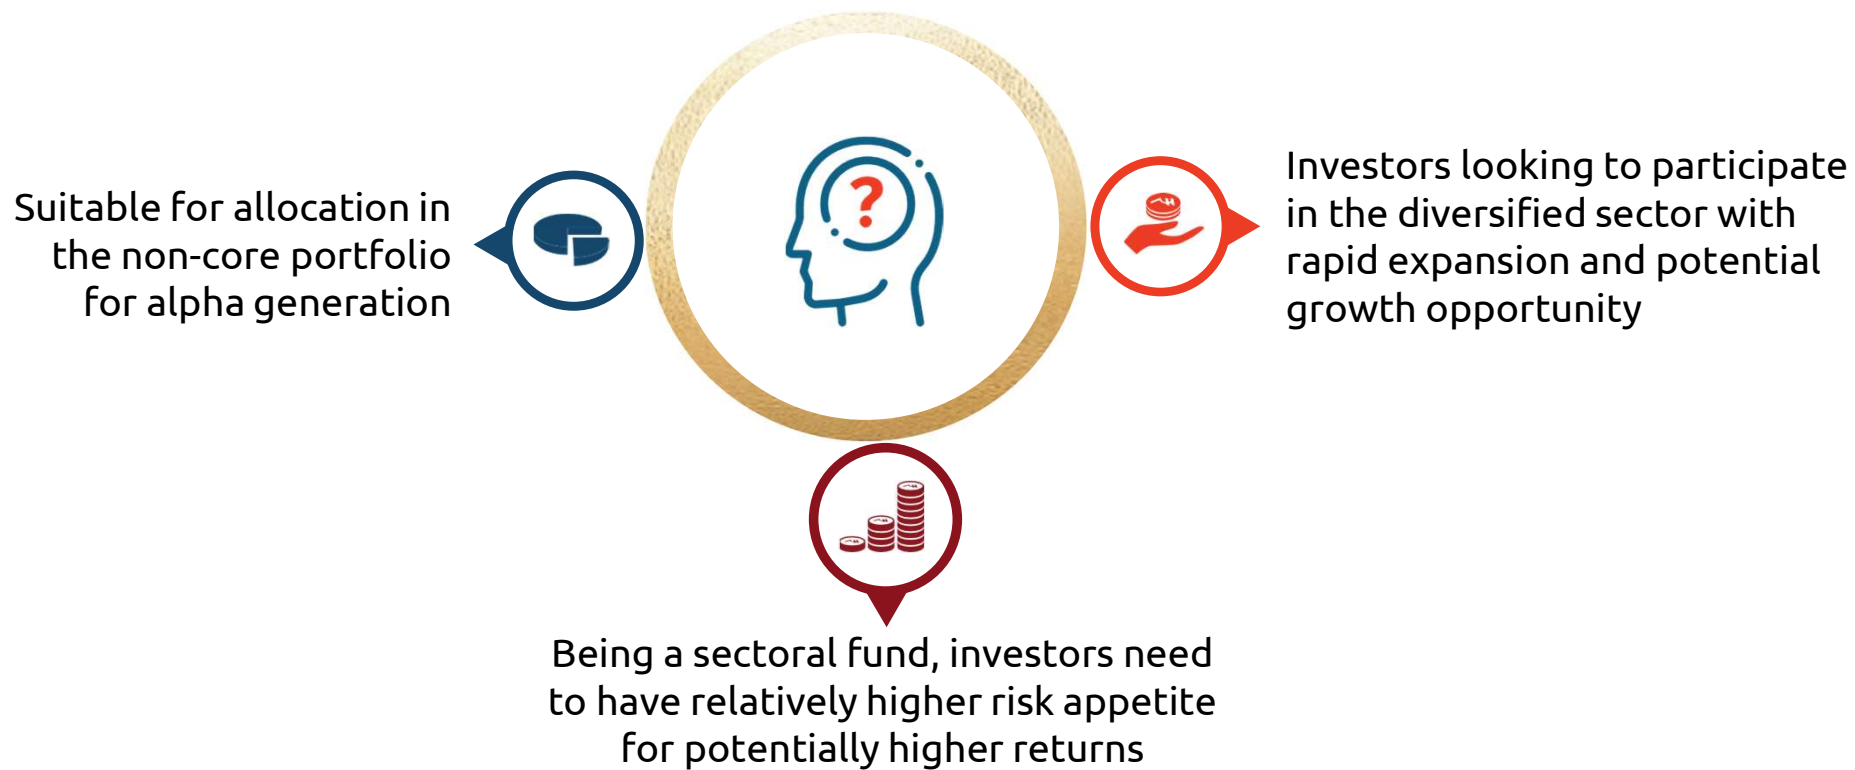 Suitable for allocation in
the non-core portfolio
for alpha generation
?
Investors looking to participate
in the diversified sector with
rapid expansion and potential
growth opportunity
Being a sectoral fund, investors need
to have relatively higher risk appetite
for potentially higher returns